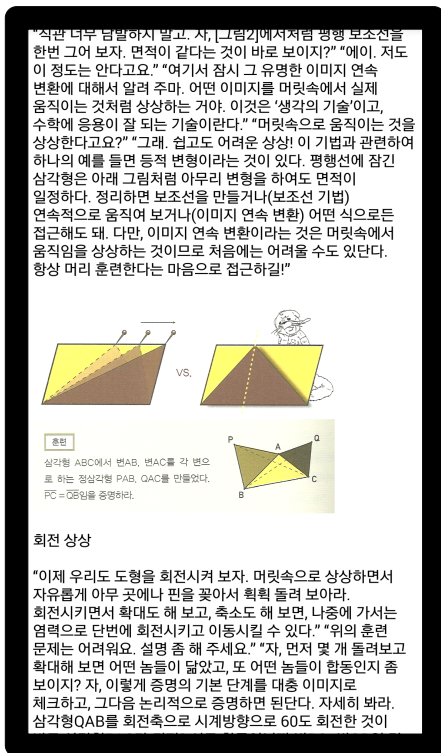 “직관 너무 남발하지 말고. 자, [그림2]에서처럼 평행 보조선을
한번 그어 보자. 면적이 같다는 것이 바로 보이지?” “에이. 저도
이 정도는 안다고요.” “여기서 잠시 그 유명한 이미지 연속
변환에 대해서 알려 주마. 어떤 이미지를 머릿속에서 실제
움직이는 것처럼 상상하는 거야. 이것은 ‘생각의 기술’이고,
수학에 응용이 잘 되는 기술이란다.” “머릿속으로 움직이는 것을
상상한다고요?” “그래. 쉽고도 어려운 상상! 이 기법과 관련하여
하나의 예를 들면 등적 변형이라는 것이 있다. 평행선에 잠긴
삼각형은 아래 그림처럼 아무리 변형을 하여도 면적이
일정하다. 정리하면 보조선을 만들거나(보조선 기법)
연속적으로 움직여 보거나(이미지 연속 변환) 어떤 식으로든
접근해도 돼. 다만, 이미지 연속 변환이라는 것은 머릿속에서
움직임을 상상하는 것이므로 처음에는 어려울 수도 있단다.
항상 머리 훈련한다는 마음으로 접근하길!”
VS.
훈련
삼각형 ABC에서 변AB, 변AC를 각 변으
로 하는 정삼각형 PAB, QAC를 만들었다.
PC = QB임을 증명하라.
P
A
Q
B
C
회전 상상
“이제 우리도 도형을 회전시켜 보자. 머릿속으로 상상하면서
자유롭게 아무 곳에나 핀을 꽂아서 휙휙 돌려 보아라.
회전시키면서 확대도 해 보고, 축소도 해 보면, 나중에 가서는
염력으로 단번에 회전시키고 이동시킬 수 있다.” “위의 훈련
문제는 어려워요. 설명 좀 해 주세요.” “자, 먼저 몇 개 돌려보고
확대해 보면 어떤 놈들이 닮았고, 또 어떤 놈들이 합동인지 좀
보이지? 자, 이렇게 증명의 기본 단계를 대충 이미지로
체크하고, 그다음 논리적으로 증명하면 된단다. 자세히 봐라.
삼각형QAB를 회전축으로 시계방향으로 60도 회전한 것이